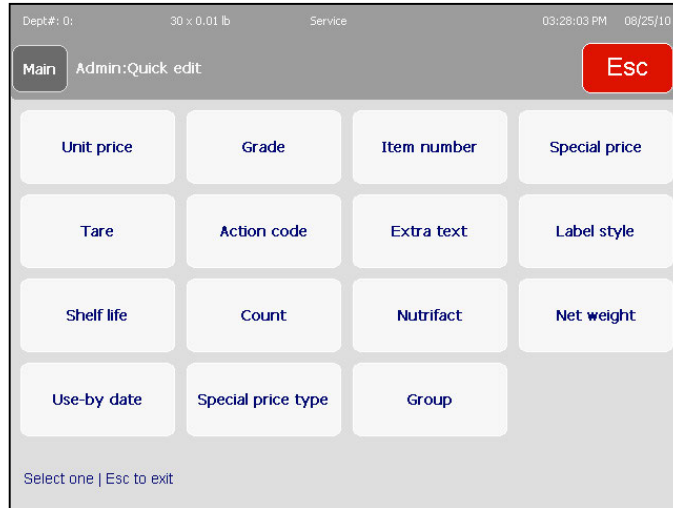 Dept#: 0: 30 x 0.01 lb Service 03:28:03 PM 08/25/10
Main Admin:Quick edit Esc
Unit price Grade Item number Special price
Tare Action code Extra text Label style
Shelf life Count Nutrifact Net weight
Use-by date Special price type Group
Select one | Esc to exit